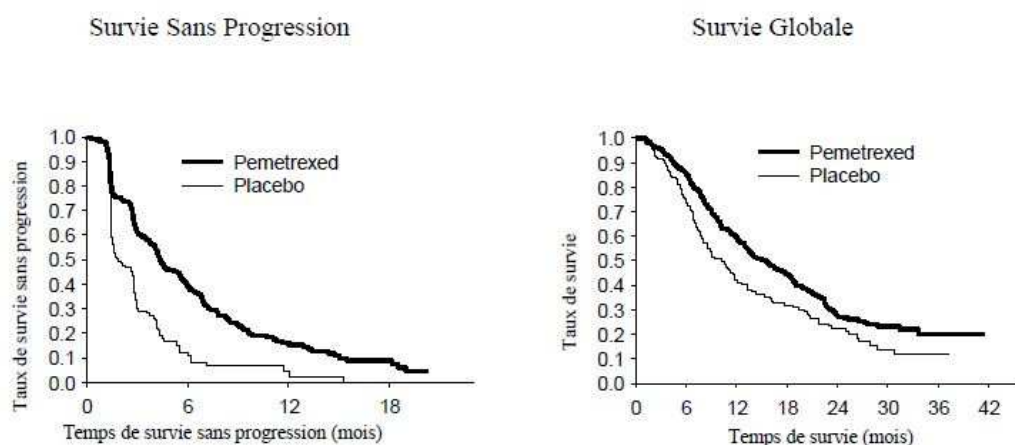 Survie Sans Progression
Taux de survie sans progression
1.0
0.9
0.8
0.7
0.6
0.5
0.4
0.3
0.2
0.1
0.0
Pemetrexed
Placebo
0 6 12 18
Temps de survie sans progression (mois)
Survie Globale
Taux de survie
1.0
0.9
0.8
0.7
0.6
0.5
0.4
0.3
0.2
0.1
0.0
Pemetrexed
Placebo
0 6 12 18 24 30 36 42
Temps de survie (mois)